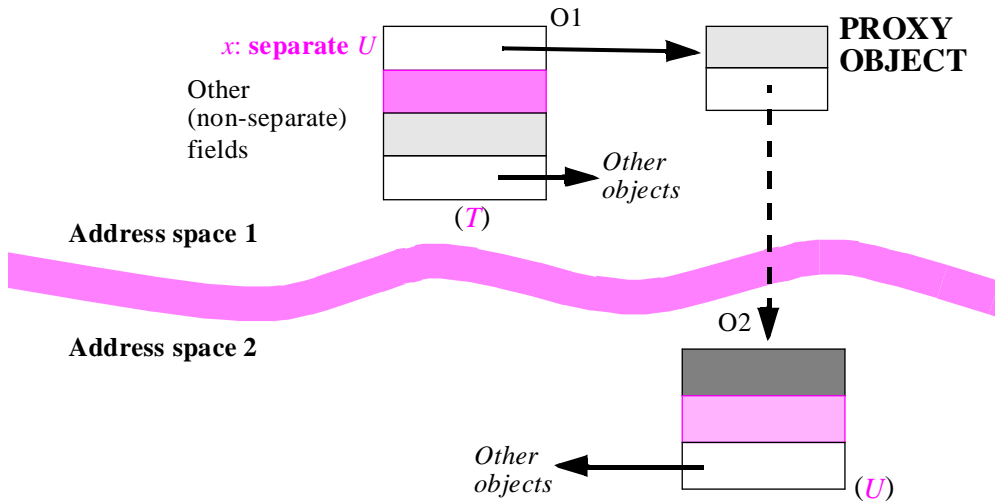 O1
x: separate U
PROXY
OBJECT
Other
(non-separate)
fields
Other
objects
(T)
Address space 1
O2
Address space 2
Other
objects
(U)